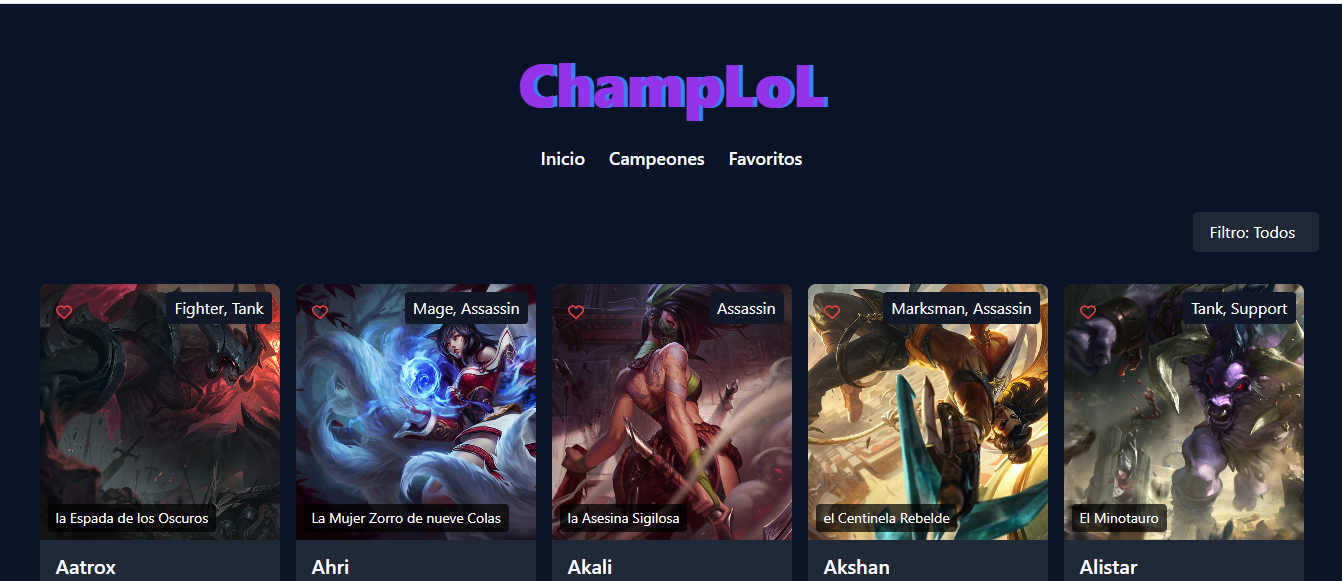 ChampLoL
Inicio Campeones Favoritos
Filtro: Todos
Fighter, Tank
la Espada de los Oscuros
Aatrox
Mage, Assassin
La Mujer Zorro de nueve Colas
Ahri
Assassin
la Asesina Sigilosa
Akali
Marksman, Assassin
el Centinela Rebelde
Akshan
Tank, Support
El Minotauro
Alistar